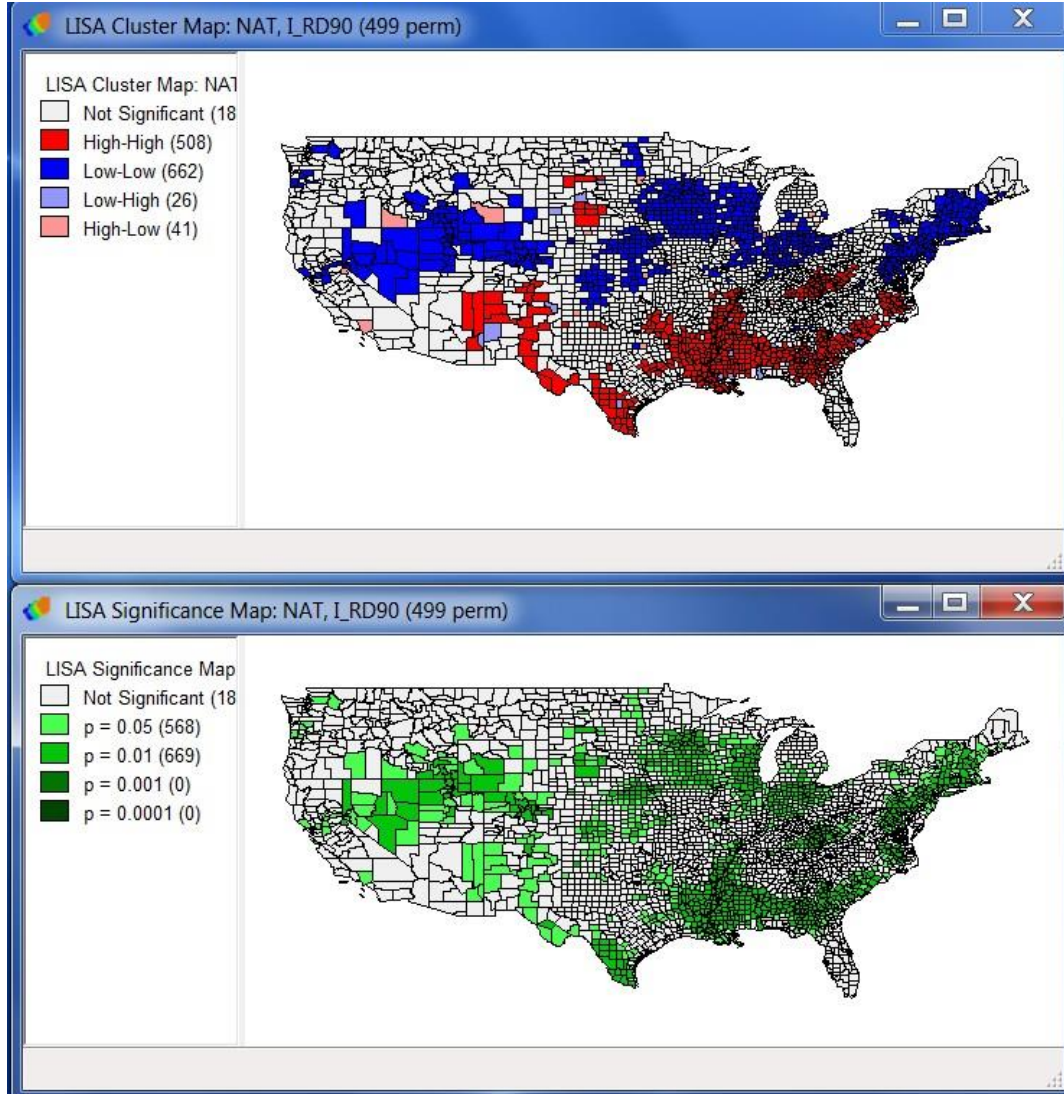 LISA Cluster Map: NAT, I_RD90 (499 perm)
LISA Cluster Map: NAT
Not Significant (18
High-High (508)
Low-Low (662)
Low-High (26)
High-Low (41)
LISA Significance Map: NAT, I_RD90 (499 perm)
LISA Significance Map
Not Significant (18
p = 0.05 (568)
p = 0.01 (669)
p = 0.001 (0)
p = 0.0001 (0)